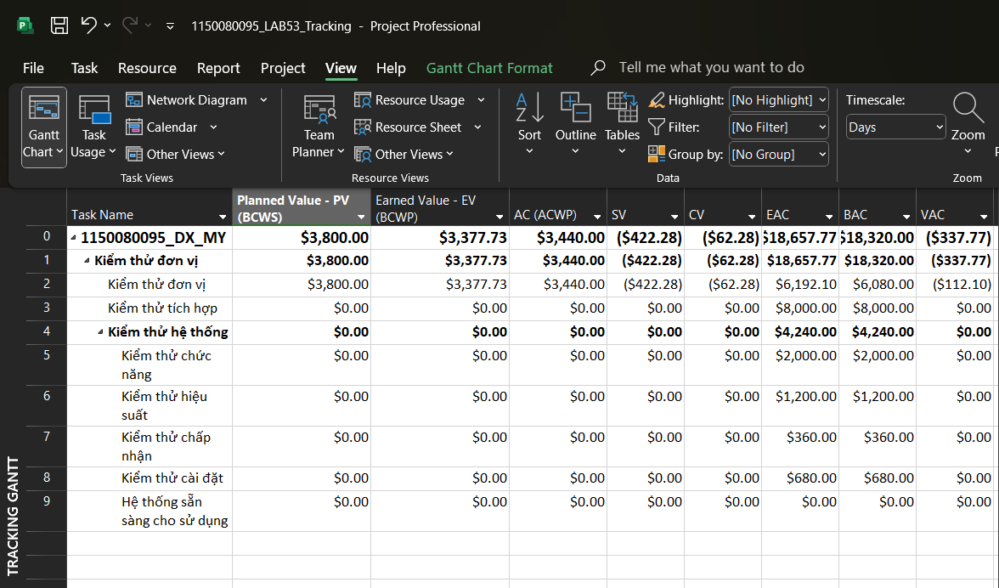 1150080095_LAB53_Tracking - Project Professional
File Task Resource Report Project View Help Gantt Chart Format Tell me what you want to do
Gantt Chart
Task Usage
Network Diagram
Calendar
Other Views
Task Views
Team Planner
Resource Usage
Resource Sheet
Other Views
Resource Views
Sort
Outline
Tables
Highlight: [No Highlight]
Filter: [No Filter]
Group by: [No Group]
Data
Timescale:
Days
Zoom
Zoom
Task Name Planned Value - PV (BCWS) Earned Value - EV (BCWP) AC (ACWP) SV CV EAC BAC VAC
0 1150080095_DX_MY $3,800.00 $3,377.73 $3,440.00 ($422.28) ($62.28) $18,657.77 $18,320.00 ($337.77)
1 Kiểm thử đơn vị $3,800.00 $3,377.73 $3,440.00 ($422.28) ($62.28) $18,657.77 $18,320.00 ($337.77)
2 Kiểm thử đơn vị $3,800.00 $3,377.73 $3,440.00 ($422.28) ($62.28) $6,192.10 $6,080.00 ($112.10)
3 Kiểm thử tích hợp $0.00 $0.00 $0.00 $0.00 $0.00 $8,000.00 $8,000.00 $0.00
4 Kiểm thử hệ thống $0.00 $0.00 $0.00 $0.00 $0.00 $4,240.00 $4,240.00 $0.00
5 Kiểm thử chức năng $0.00 $0.00 $0.00 $0.00 $0.00 $2,000.00 $2,000.00 $0.00
6 Kiểm thử hiệu suất $0.00 $0.00 $0.00 $0.00 $0.00 $1,200.00 $1,200.00 $0.00
7 Kiểm thử chấp nhận $0.00 $0.00 $0.00 $0.00 $0.00 $360.00 $360.00 $0.00
8 Kiểm thử cài đặt $0.00 $0.00 $0.00 $0.00 $0.00 $680.00 $680.00 $0.00
9 Hệ thống sẵn sàng cho sử dụng $0.00 $0.00 $0.00 $0.00 $0.00 $0.00 $0.00 $0.00
TRACKING GANTT